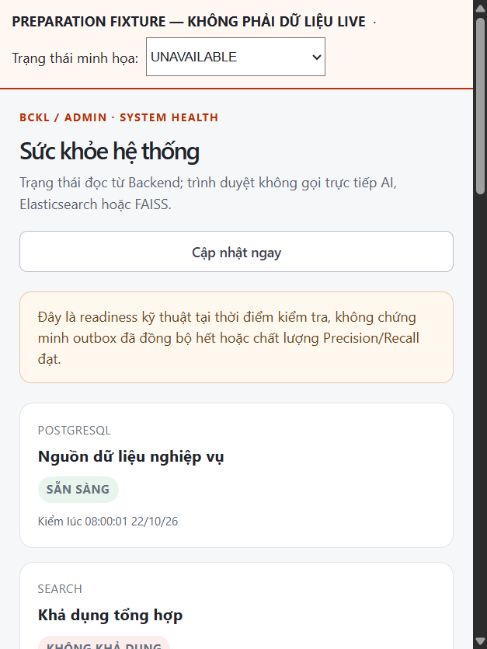 PREPARATION FIXTURE — KHÔNG PHẢI DỮ LIỆU LIVE ·
Trạng thái minh họa: UNAVAILABLE
BCKL / ADMIN · SYSTEM HEALTH
Sức khỏe hệ thống
Trạng thái đọc từ Backend; trình duyệt không gọi trực tiếp AI,
Elasticsearch hoặc FAISS.
Cập nhật ngay
Đây là readiness kỹ thuật tại thời điểm kiểm tra, không chứng
minh outbox đã đồng bộ hết hoặc chất lượng Precision/Recall
đạt.
POSTGRESQL
Nguồn dữ liệu nghiệp vụ
SẴN SÀNG
Kiểm lúc 08:00:01 22/10/26
SEARCH
Khả dụng tổng hợp
KHÔNG KHẢ DỤNG